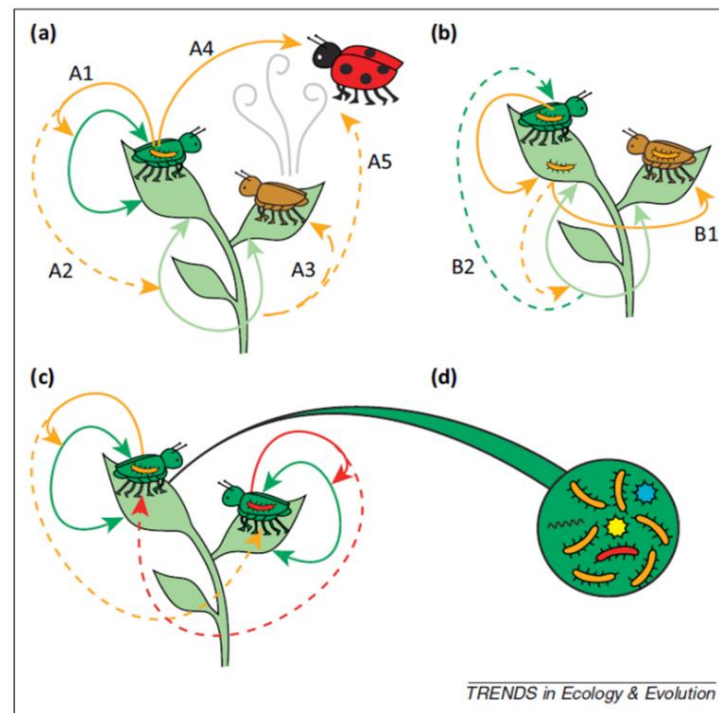 (a)
A4
A1
A5
A2
A3
(b)
B1
B2
(c)
(d)
TRENDS in Ecology & Evolution